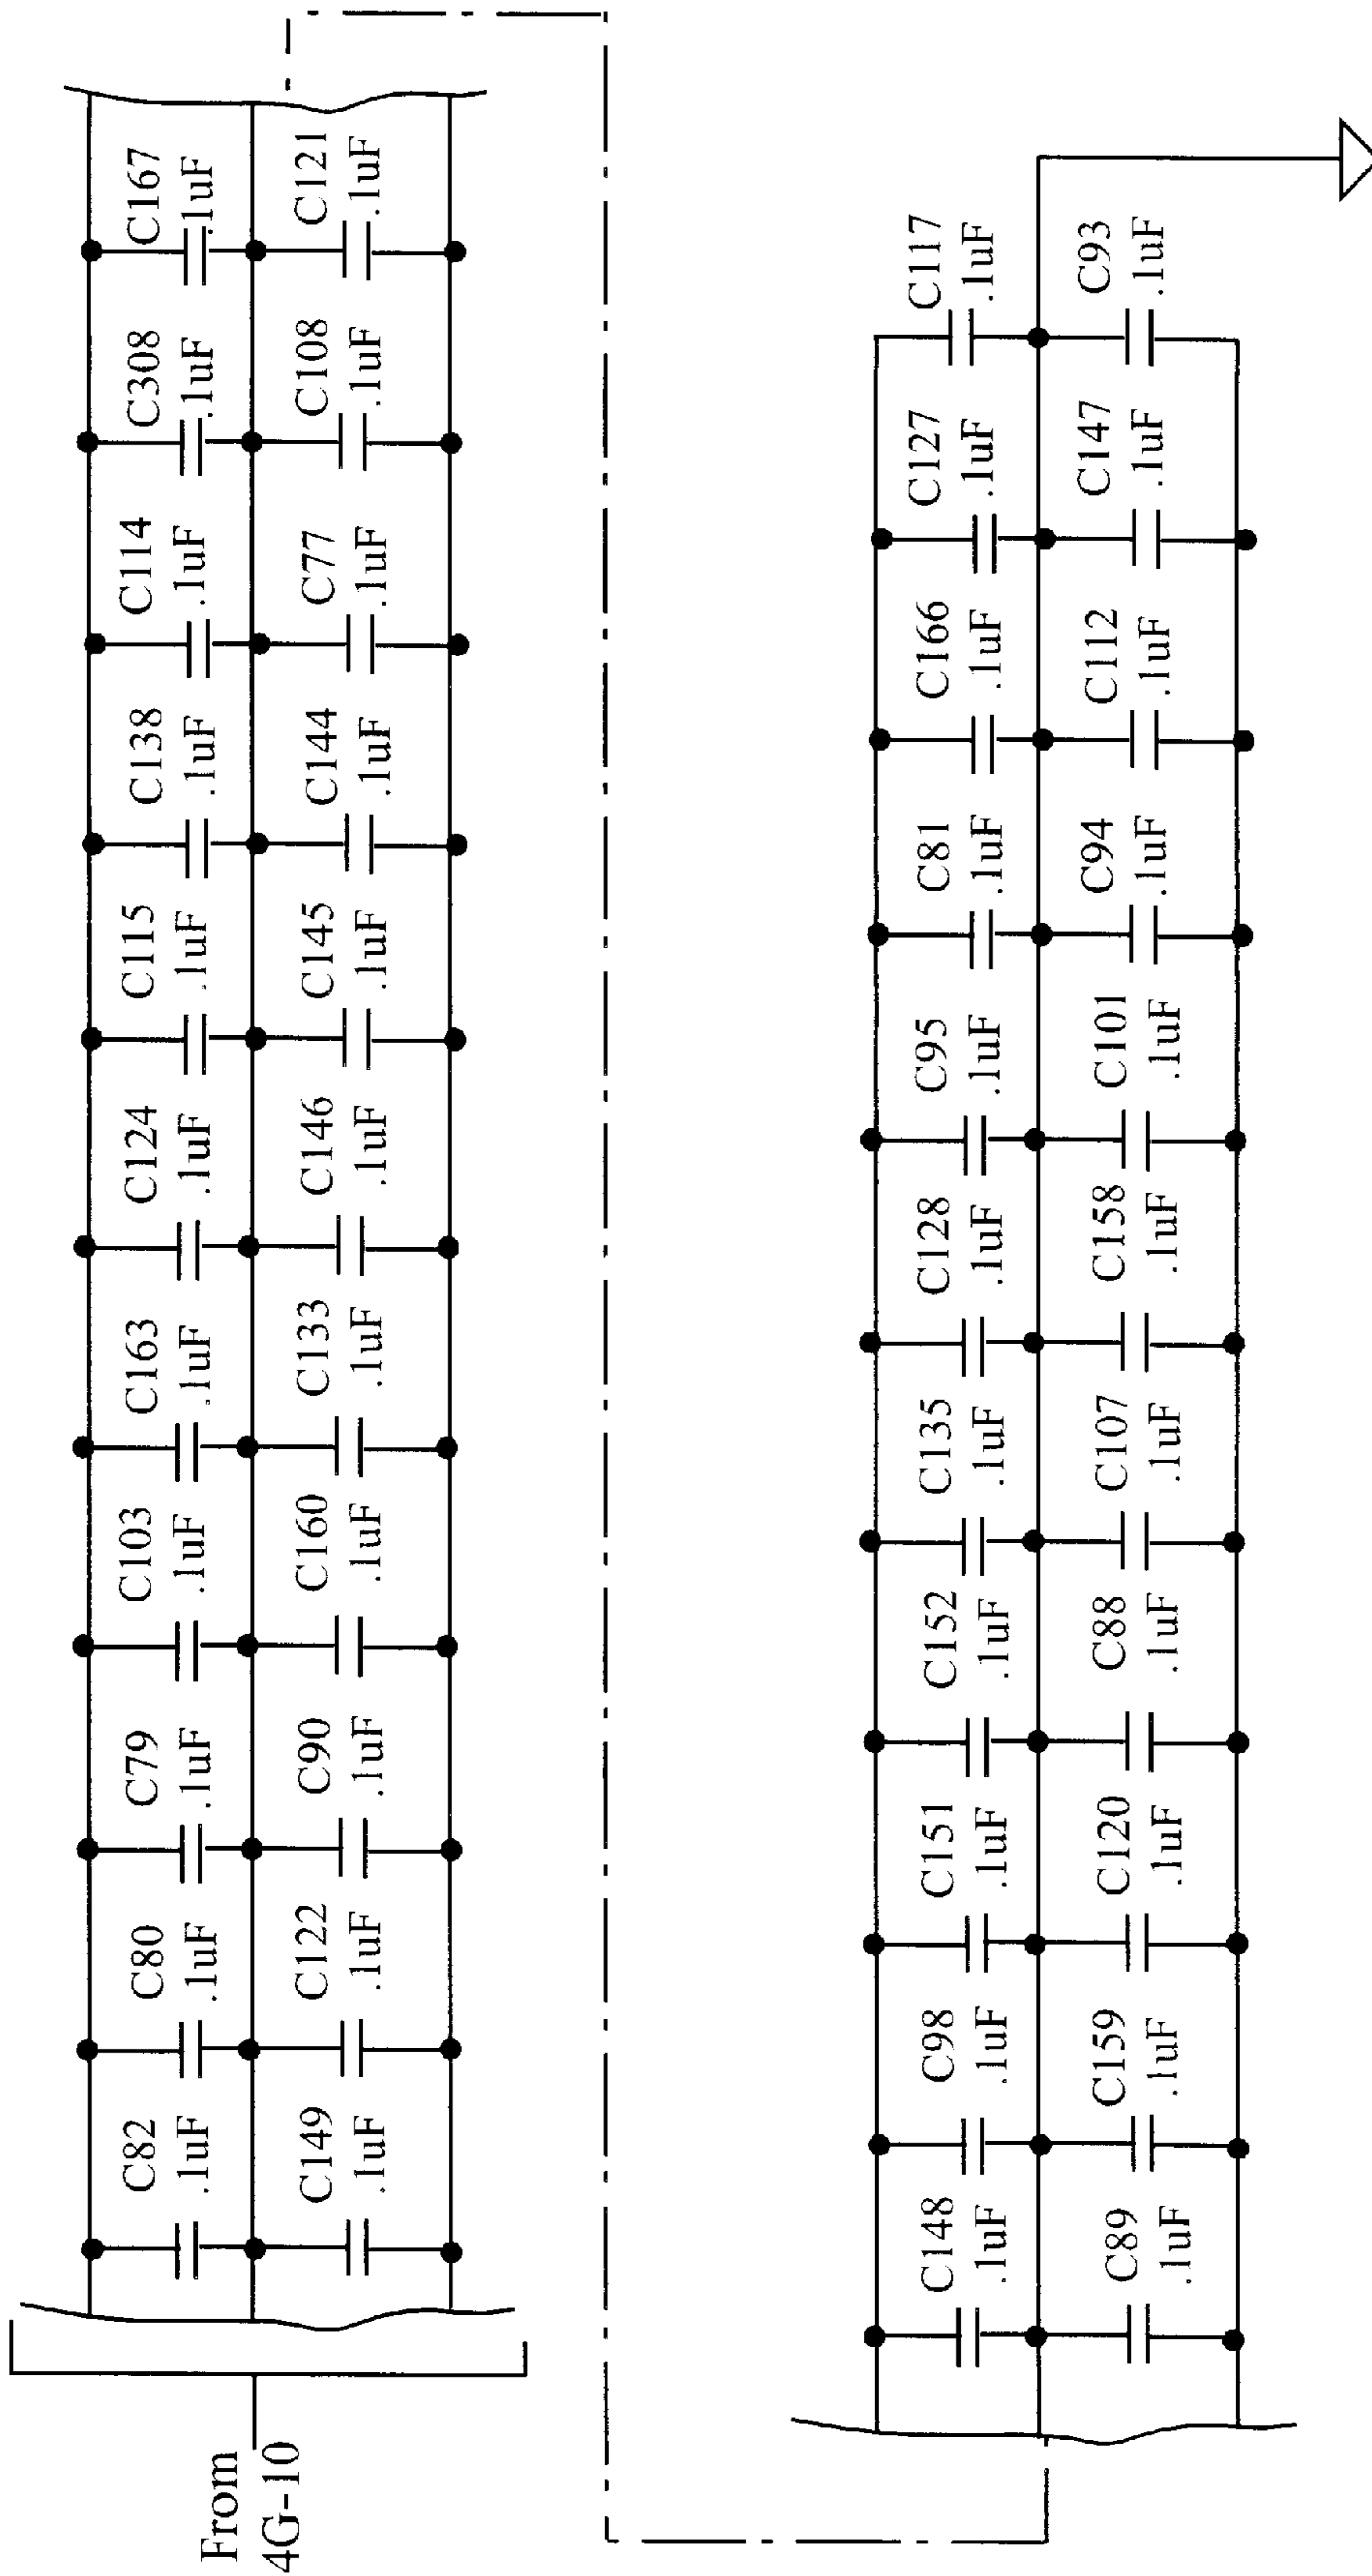 From
4G-10
C82
.1uF
C80
.1uF
C79
.1uF
C103
.1uF
C163
.1uF
C124
.1uF
C115
.1uF
C138
.1uF
C114
.1uF
C308
.1uF
C167
.1uF
C149
.1uF
C122
.1uF
C90
.1uF
C160
.1uF
C133
.1uF
C146
.1uF
C145
.1uF
C144
.1uF
C77
.1uF
C108
.1uF
C121
.1uF
C148
.1uF
C98
.1uF
C151
.1uF
C152
.1uF
C135
.1uF
C128
.1uF
C95
.1uF
C81
.1uF
C166
.1uF
C127
.1uF
C117
.1uF
C89
.1uF
C159
.1uF
C120
.1uF
C88
.1uF
C107
.1uF
C158
.1uF
C101
.1uF
C94
.1uF
C112
.1uF
C147
.1uF
C93
.1uF